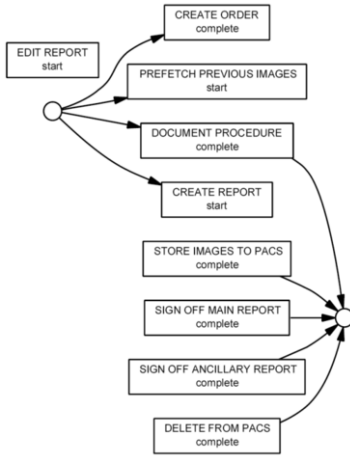 CREATE ORDER
complete
EDIT REPORT
start
PREFETCH PREVIOUS IMAGES
start
DOCUMENT PROCEDURE
complete
CREATE REPORT
start
STORE IMAGES TO PACS
complete
SIGN OFF MAIN REPORT
complete
SIGN OFF ANCILLARY REPORT
complete
DELETE FROM PACS
complete